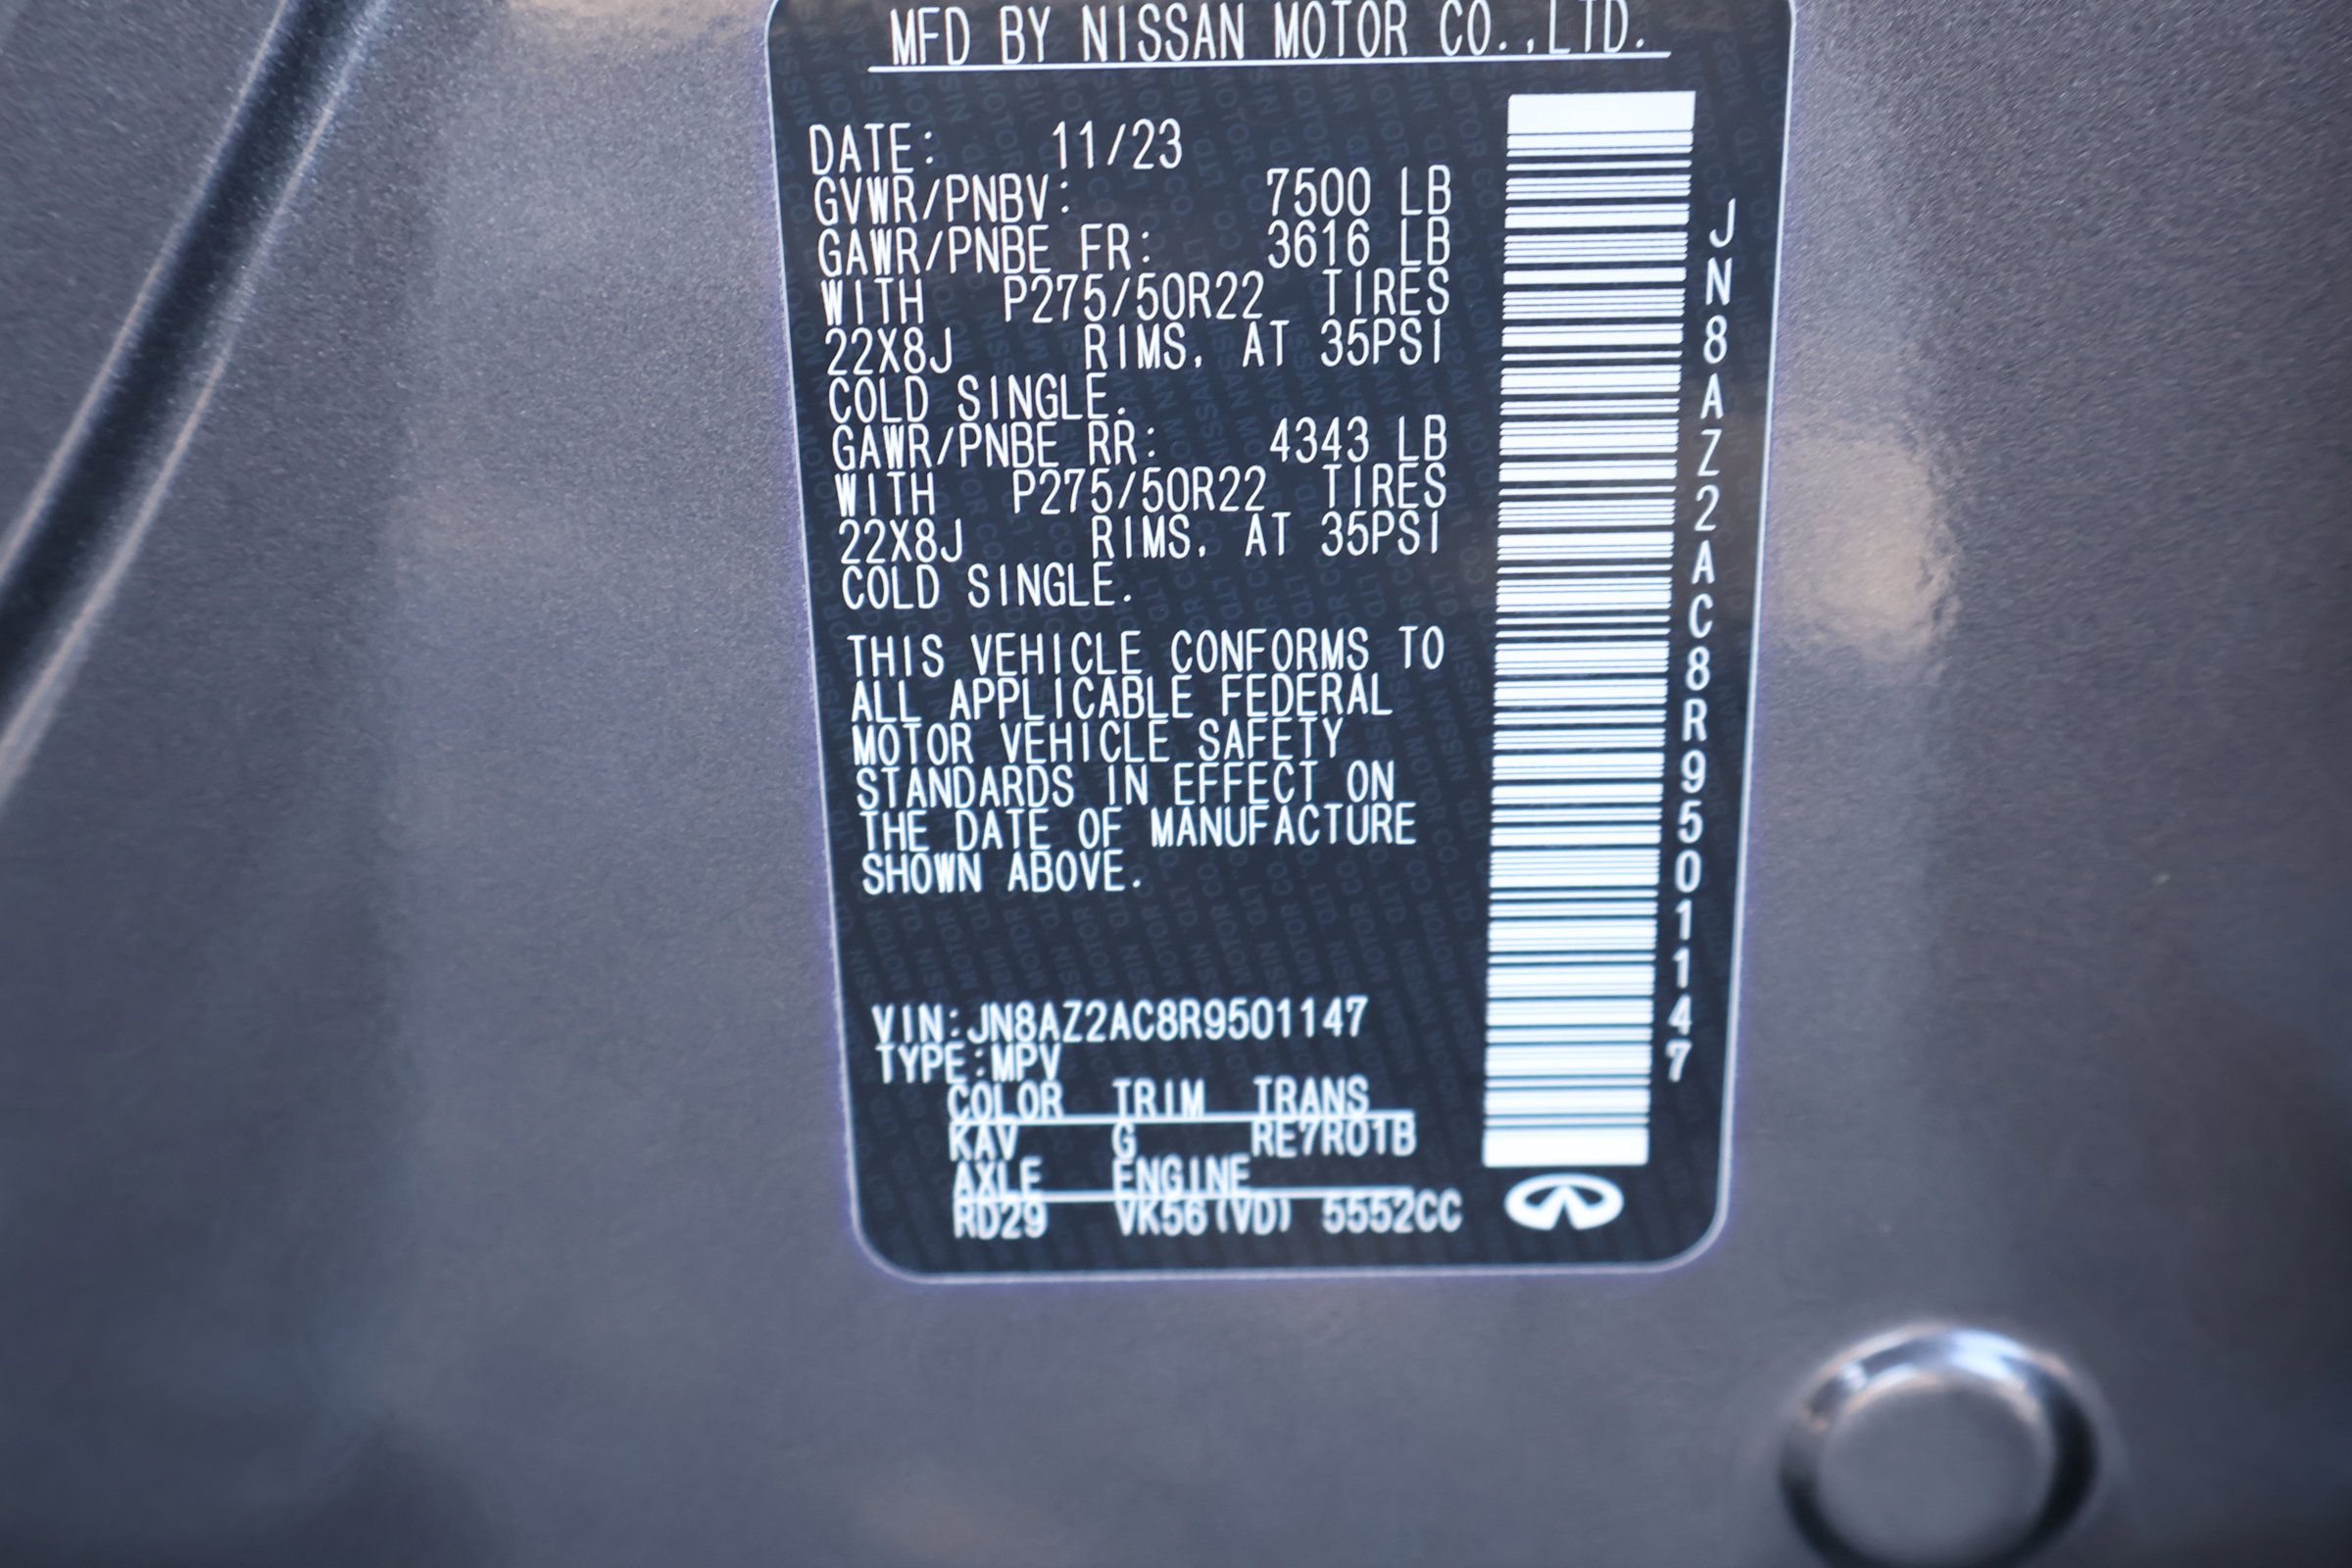 MFD BY NISSAN MOTOR CO.,LTD.
DATE: 11/23
GVWR/PNBV: 7500 LB
GAWR/PNBE FR: 3616 LB
WITH P275/50R22 TIRES
22X8J RIMS, AT 35PSI
COLD SINGLE.
GAWR/PNBE RR: 4343 LB
WITH P275/50R22 TIRES
22X8J RIMS, AT 35PSI
COLD SINGLE.
THIS VEHICLE CONFORMS TO
ALL APPLICABLE FEDERAL
MOTOR VEHICLE SAFETY
STANDARDS IN EFFECT ON
THE DATE OF MANUFACTURE
SHOWN ABOVE.
VIN:JN8AZ2AC8R9501147
TYPE:MPV
COLOR TRIM TRANS
KAV G RE7R01B
AXLE ENGINE
RD29 VK56(VD) 5552CC
JN8AZ2AC8R9501147